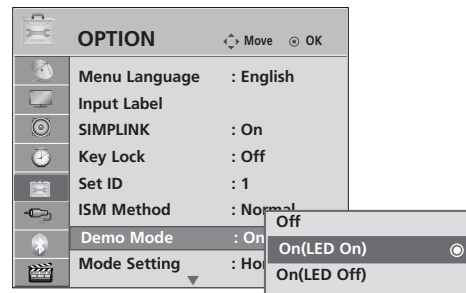 OPTION
Move OK
Menu Language : English
Input Label
SIMPLINK : On
Key Lock : Off
Set ID : 1
ISM Method : Normal
Demo Mode : On
Mode Setting : Ho
Off
On(LED On)
On(LED Off)